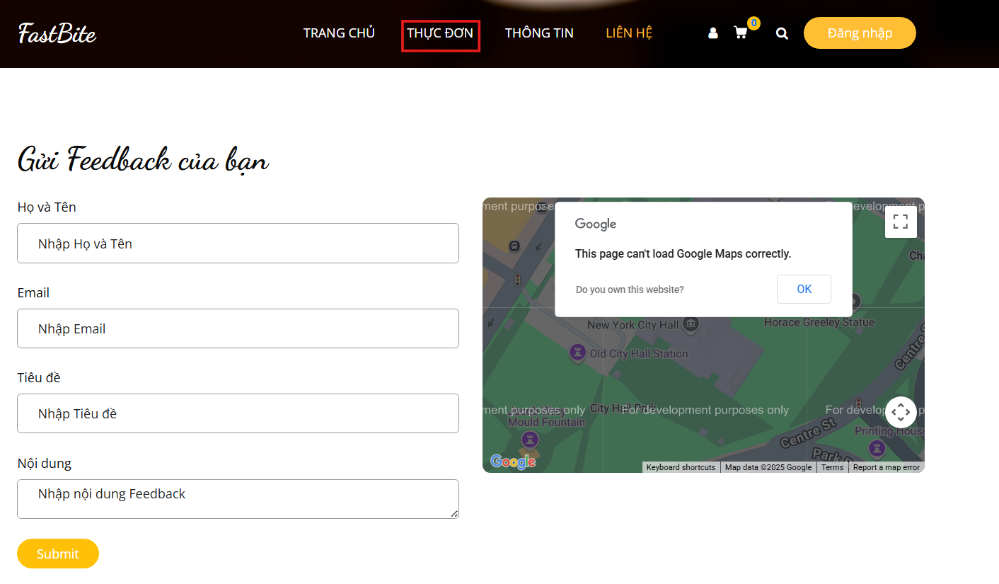 FastBite
TRANG CHỦ THỰC ĐƠN THÔNG TIN LIÊN HỆ 0 Đăng nhập
Gửi Feedback của bạn
Họ và Tên
Nhập Họ và Tên
Email
Nhập Email
Tiêu đề
Nhập Tiêu đề
Nội dung
Nhập nội dung Feedback
Submit
ment purpose
develop
Google
This page can't load Google Maps correctly.
Do you own this website?
OK
Cha
New York City Hall
Horace Greeley Statue
Old City Hall Station
Centre S
ment purposes only
City Hall Park
For development purposes only
For develop
Mould Fountain
Centre St
Printing House
Park
Google
Keyboard shortcuts
Map data ©2025 Google
Terms
Report a map error